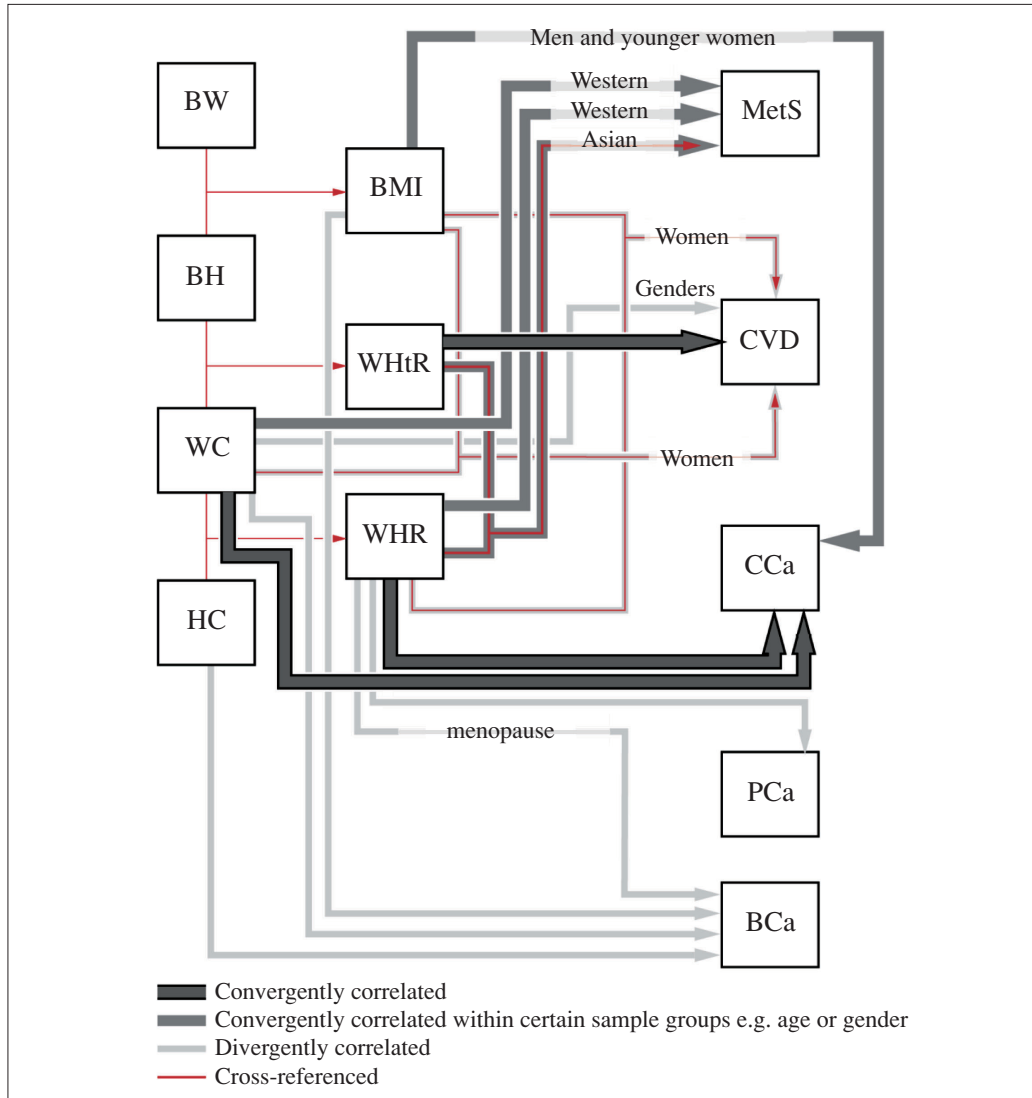 Men and younger women
BW
Western
MetS
Western
Asian
BMI
BH
Women
Genders
CVD
WHtR
WC
Women
WHR
CCa
HC
menopause
PCa
BCa
Convergently correlated
Convergently correlated within certain sample groups e.g. age or gender
Divergently correlated
Cross-referenced